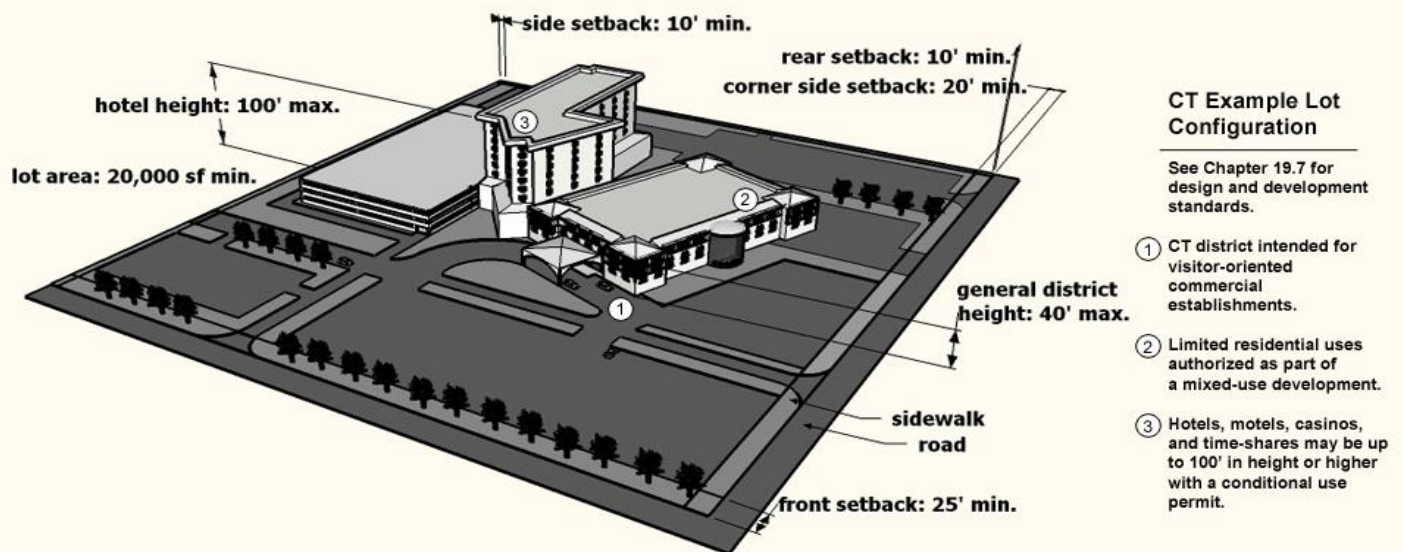 side setback: 10' min.
rear setback: 10' min.
corner side setback: 20' min.
hotel height: 100' max.
lot area: 20,000 sf min.
3
2
1
general district
height: 40' max.
sidewalk
road
front setback: 25' min.
CT Example Lot
Configuration
See Chapter 19.7 for
design and development
standards.
1 CT district intended for
visitor-oriented
commercial
establishments.
2 Limited residential uses
authorized as part of
a mixed-use development.
3 Hotels, motels, casinos,
and time-shares may be up
to 100' in height or higher
with a conditional use
permit.